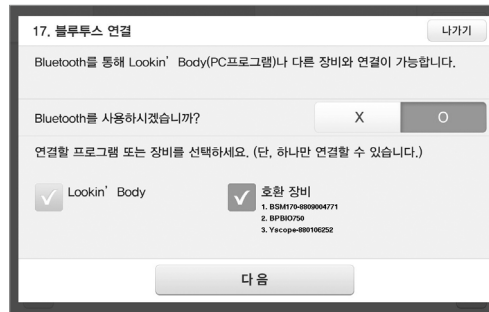 17. 블루투스 연결
나가기
Bluetooth를 통해 Lookin' Body(PC프로그램)나 다른 장비와 연결이 가능합니다.
Bluetooth를 사용하시겠습니까?
X
O
연결할 프로그램 또는 장비를 선택하세요. (단, 하나만 연결할 수 있습니다.)
Lookin' Body
호환 장비
1. BSM170-8809004771
2. BPBIO750
3. Yscope-880106252
다음